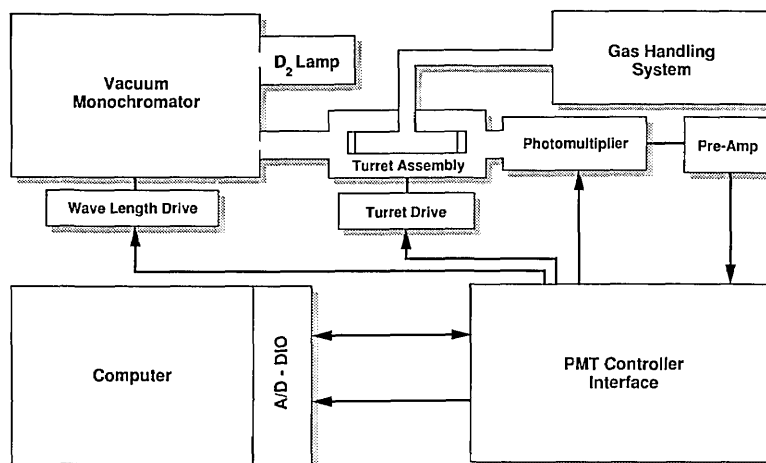 Vacuum
Monochromator
D2 Lamp
Gas Handling
System
Turret Assembly
Photomultiplier
Pre-Amp
Wave Length Drive
Turret Drive
Computer
A/D - DIO
PMT Controller
Interface